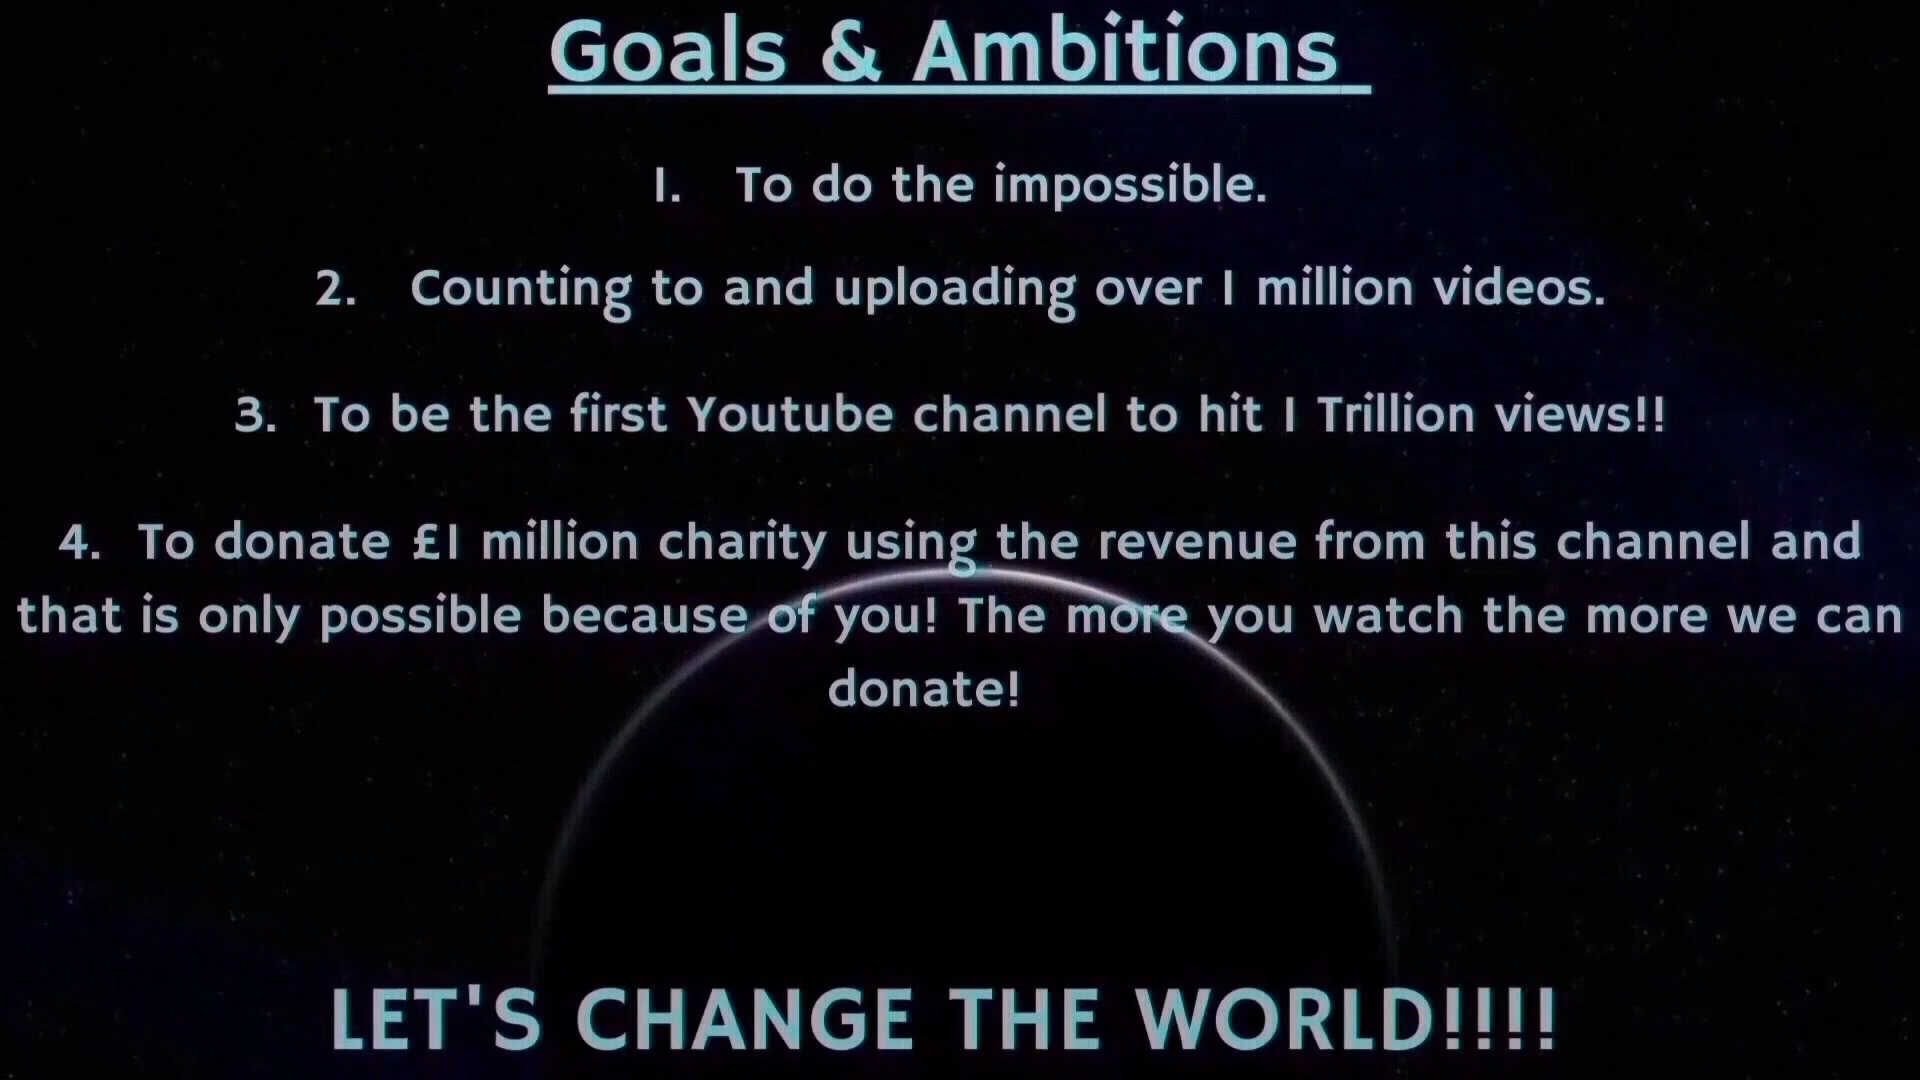 Goals & Ambitions
1. To do the impossible.
2. Counting to and uploading over 1 million videos.
3. To be the first Youtube channel to hit 1 Trillion views!!
4. To donate £1 million charity using the revenue from this channel and
that is only possible because of you! The more you watch the more we can
donate!
LET'S CHANGE THE WORLD!!!!